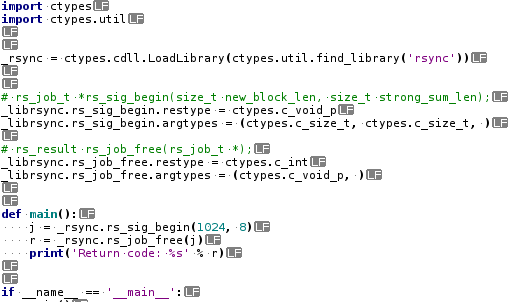 import ctypes LF
import ctypes.util LF
LF
LF
_rsync = ctypes.cdll.LoadLibrary(ctypes.util.find_library('rsync')) LF
LF
LF
# rs_job_t *rs_sig_begin(size_t new_block_len, size_t strong_sum_len); LF
_librsync.rs_sig_begin.restype = ctypes.c_void_p LF
_librsync.rs_sig_begin.argtypes = (ctypes.c_size_t, ctypes.c_size_t, ) LF
LF
# rs_result rs_job_free(rs_job_t *); LF
_librsync.rs_job_free.restype = ctypes.c_int LF
_librsync.rs_job_free.argtypes = (ctypes.c_void_p, ) LF
LF
LF
def main(): LF
    j = _rsync.rs_sig_begin(1024, 8) LF
    r = _rsync.rs_job_free(j) LF
    print('Return code: %s' % r) LF
LF
LF
if __name__ == '__main__': LF